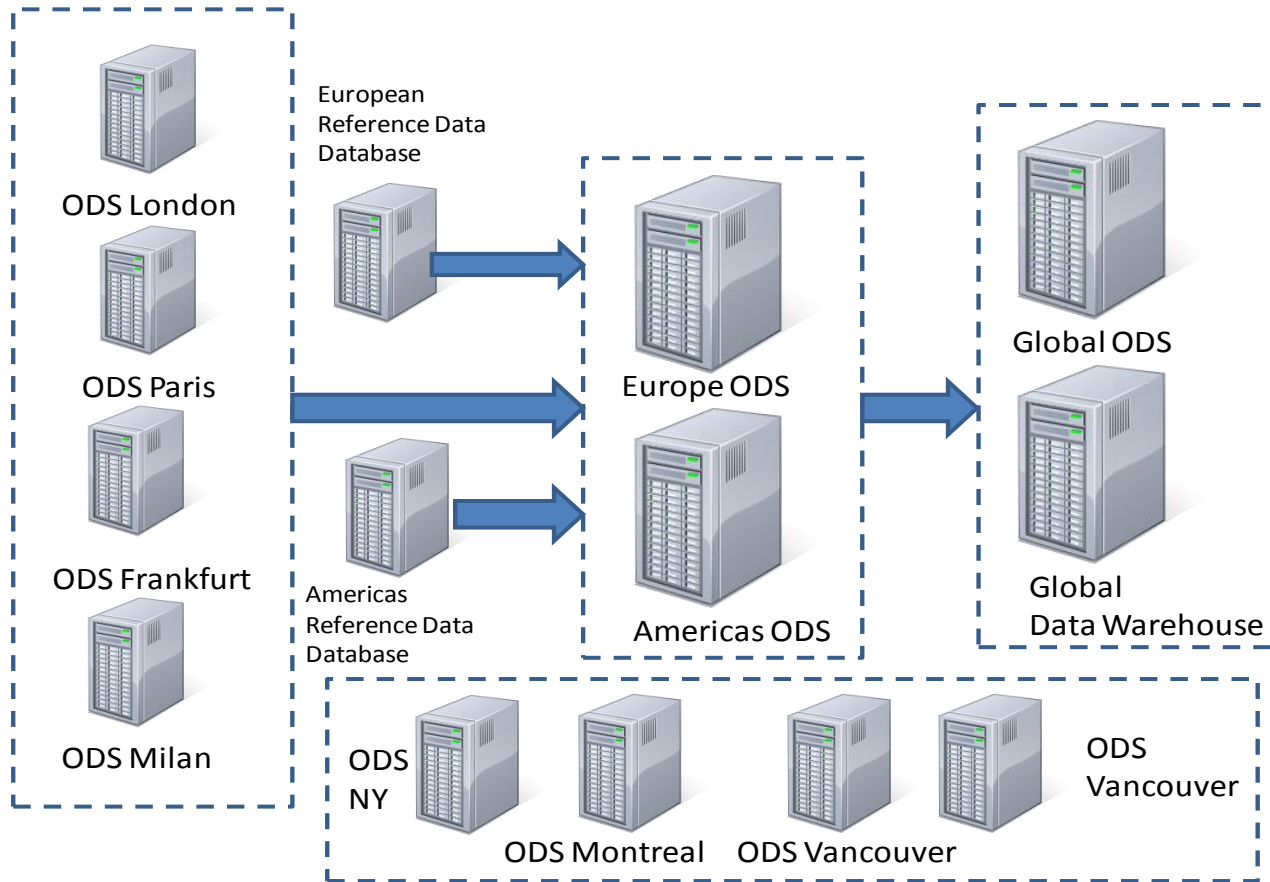 ODS London
ODS Paris
ODS Frankfurt
ODS Milan
European
Reference Data
Database
Americas
Reference Data
Database
Europe ODS
Americas ODS
Global ODS
Global
Data Warehouse
ODS
NY
ODS Montreal
ODS Vancouver
ODS
Vancouver